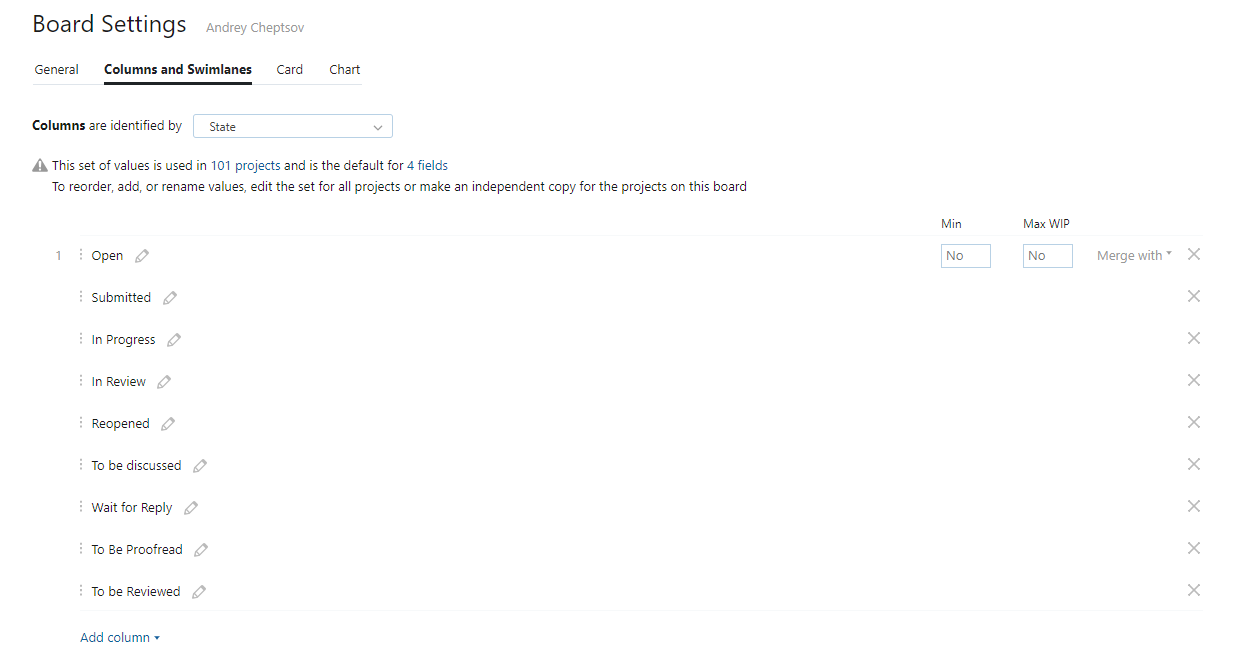 Board Settings Andrey Cheptsov
General Columns and Swimlanes Card Chart
Columns are identified by State
This set of values is used in 101 projects and is the default for 4 fields
To reorder, add, or rename values, edit the set for all projects or make an independent copy for the projects on this board
Min Max WIP
1 Open No No Merge with
Submitted
In Progress
In Review
Reopened
To be discussed
Wait for Reply
To Be Proofread
To be Reviewed
Add column